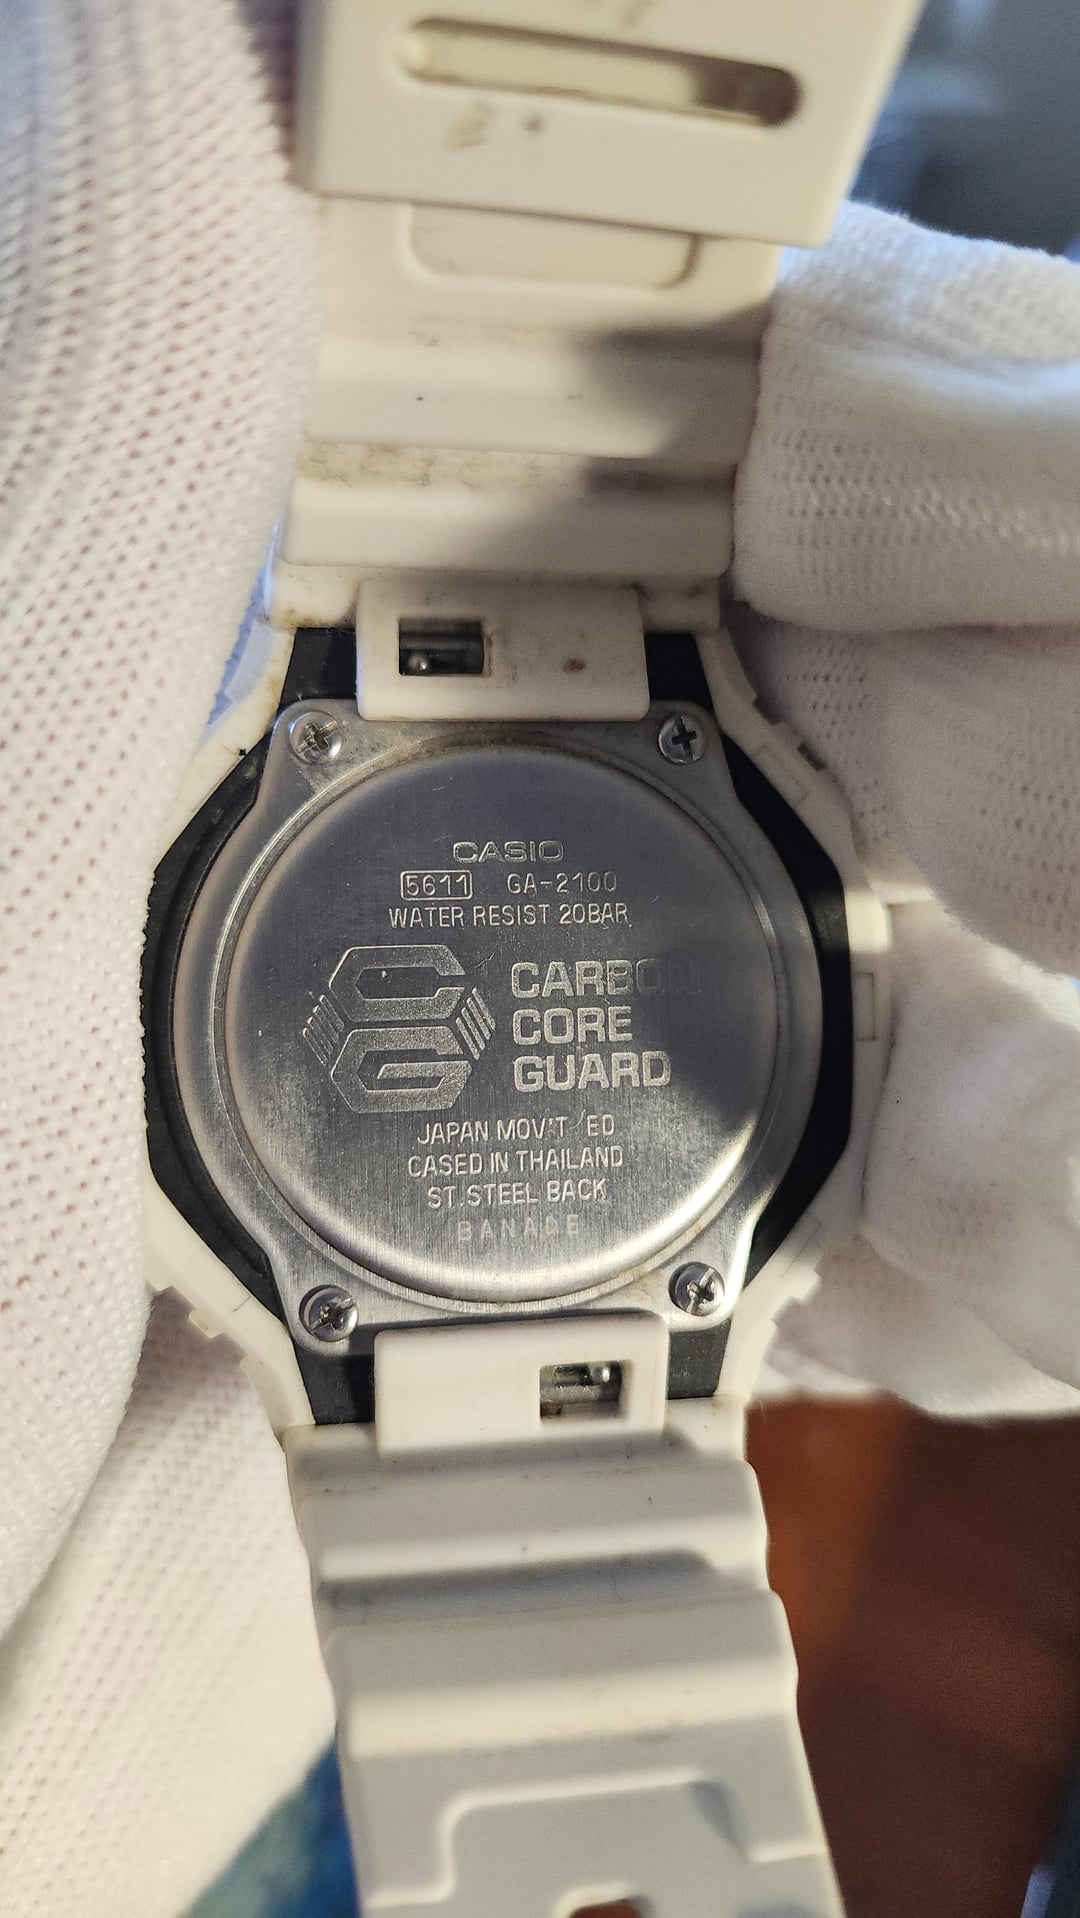 CASIO
5611 GA-2100
WATER RESIST 20BAR
CARBON
CORE
GUARD
JAPAN MOV'T ED
CASED IN THAILAND
ST.STEEL BACK